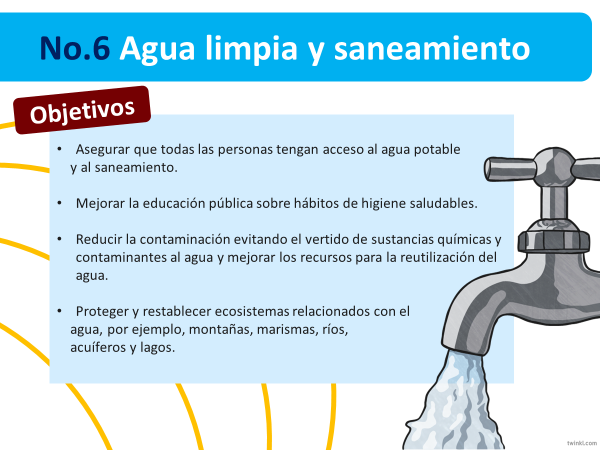 No.6 Agua limpia y saneamiento
Objetivos
• Asegurar que todas las personas tengan acceso al agua potable
y al saneamiento.
• Mejorar la educación pública sobre hábitos de higiene saludables.
• Reducir la contaminación evitando el vertido de sustancias químicas y
contaminantes al agua y mejorar los recursos para la reutilización del
agua.
• Proteger y restablecer ecosistemas relacionados con el
agua, por ejemplo, montañas, marismas, ríos,
acuíferos y lagos.
twinkl.com